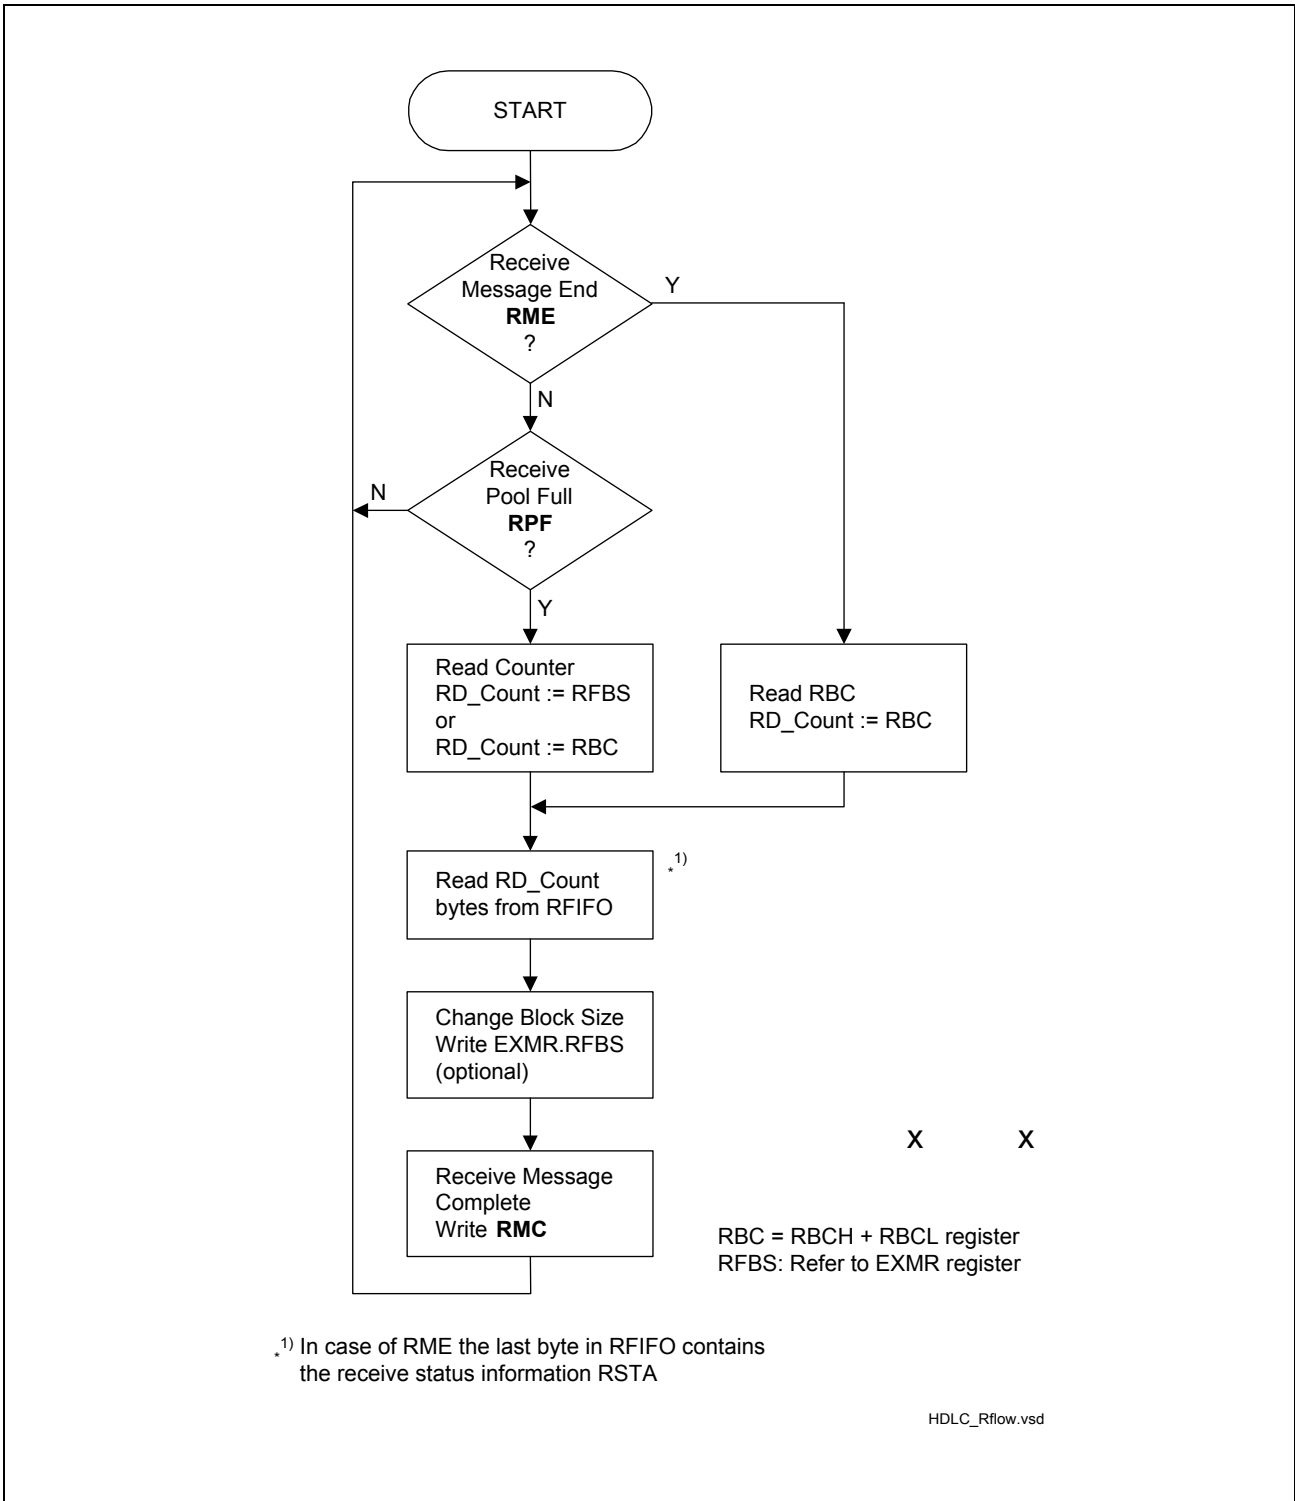 START
Receive
Message End
RME
?
Y
N
Receive
Pool Full
RPF
?
N
Y
Read Counter
RD_Count := RFBS
or
RD_Count := RBC
Read RBC
RD_Count := RBC
Read RD_Count
bytes from RFIFO
*1)
Change Block Size
Write EXMR.RFBS
(optional)
Receive Message
Complete
Write RMC
x x
RBC = RBCH + RBCL register
RFBS: Refer to EXMR register
*1) In case of RME the last byte in RFIFO contains
the receive status information RSTA
HDLC_Rflow.vsd